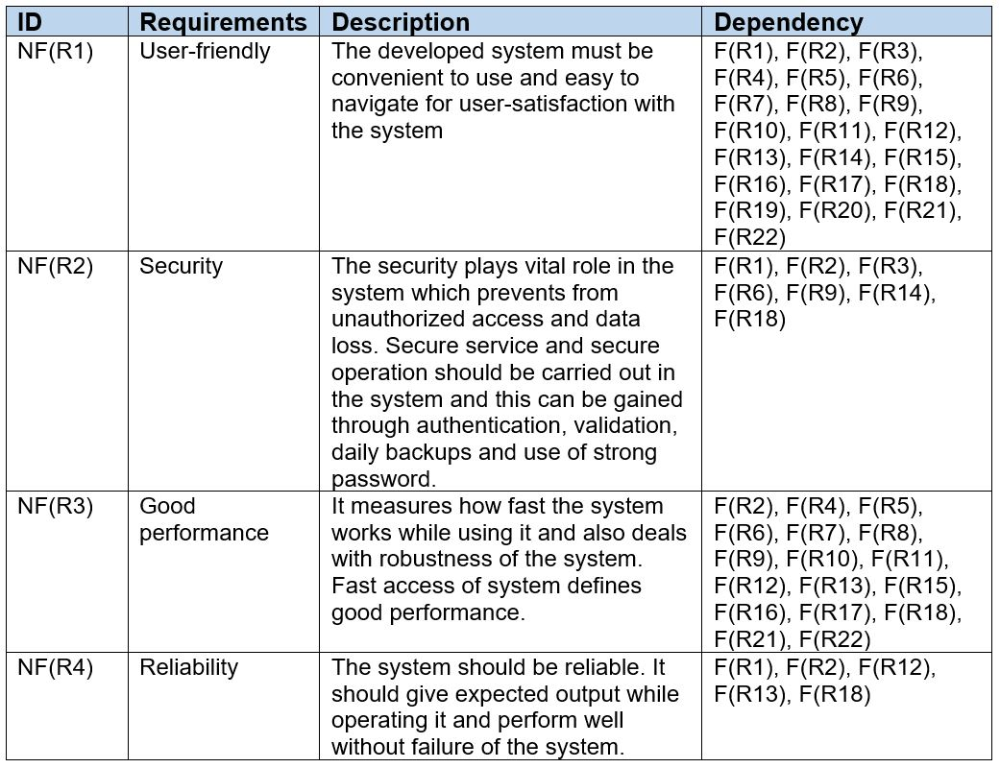 ID Requirements Description Dependency
NF(R1) User-friendly The developed system must be F(R1), F(R2), F(R3),
convenient to use and easy to F(R4), F(R5), F(R6),
navigate for user-satisfaction with F(R7), F(R8), F(R9),
the system F(R10), F(R11), F(R12),
F(R13), F(R14), F(R15),
F(R16), F(R17), F(R18),
F(R19), F(R20), F(R21),
F(R22)
NF(R2) Security The security plays vital role in the F(R1), F(R2), F(R3),
system which prevents from F(R6), F(R9), F(R14),
unauthorized access and data F(R18)
loss. Secure service and secure
operation should be carried out in
the system and this can be gained
through authentication, validation,
daily backups and use of strong
password.
NF(R3) Good It measures how fast the system F(R2), F(R4), F(R5),
performance works while using it and also deals F(R6), F(R7), F(R8),
with robustness of the system. F(R9), F(R10), F(R11),
Fast access of system defines F(R12), F(R13), F(R15),
good performance. F(R16), F(R17), F(R18),
F(R21), F(R22)
NF(R4) Reliability The system should be reliable. It F(R1), F(R2), F(R12),
should give expected output while F(R13), F(R18)
operating it and perform well
without failure of the system.